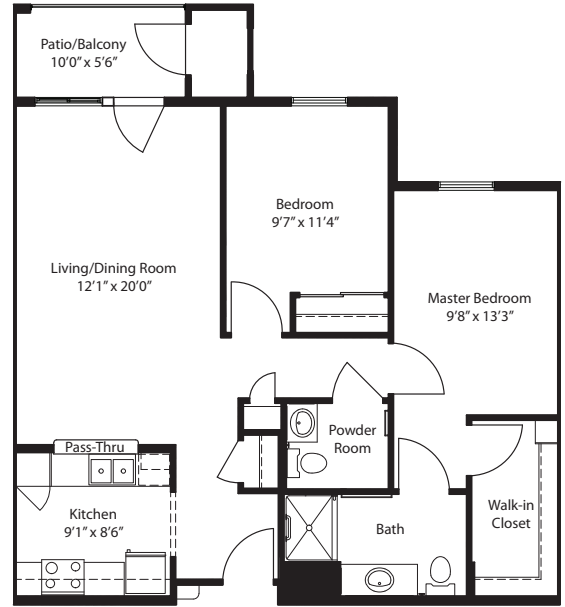 Patio/Balcony
10’0” x 5’6”
Bedroom
9’7” x 11’4”
Living/Dining Room
12’1” x 20’0”
Master Bedroom
9’8” x 13’3”
Powder
Room
Pass-Thru
Kitchen
9’1” x 8’6”
Bath
Walk-in
Closet